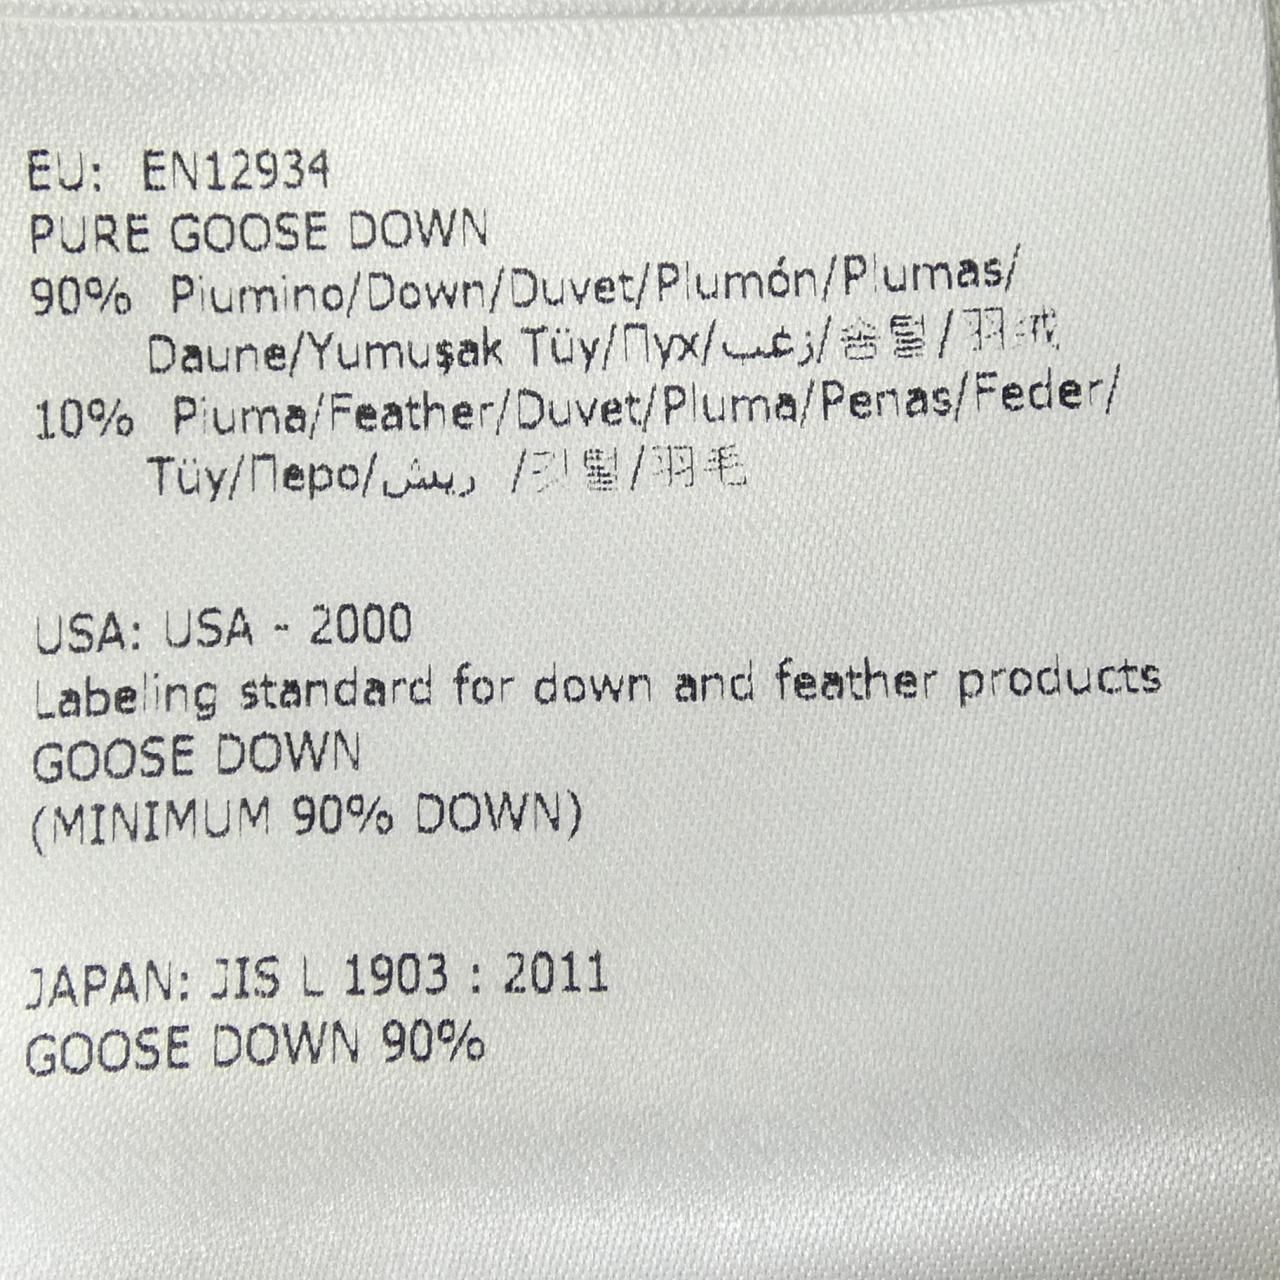 EU: EN12934
PURE GOOSE DOWN
90% Piumino/Down/Duvet/Plumón/Plumas/
Daune/Yumuşak Tüy/Пух/زغب/솜털/羽绒
10% Piuma/Feather/Duvet/Pluma/Penas/Feder/
Tüy/Перо/ريش /깃털/羽毛
USA: USA - 2000
Labeling standard for down and feather products
GOOSE DOWN
(MINIMUM 90% DOWN)
JAPAN: JIS L 1903 : 2011
GOOSE DOWN 90%